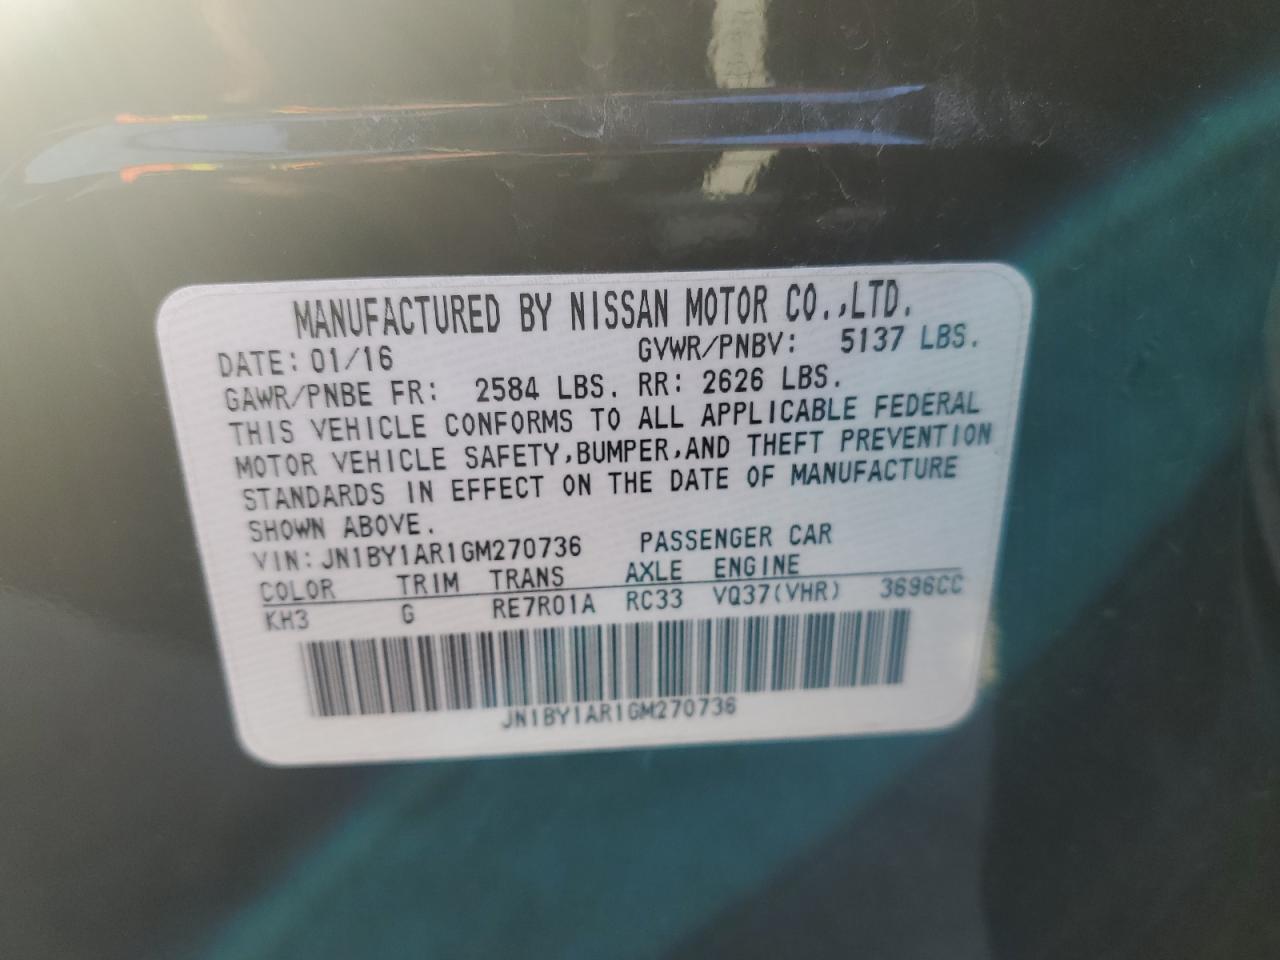 MANUFACTURED BY NISSAN MOTOR CO.,LTD.
DATE: 01/16 GVWR/PNBV: 5137 LBS.
GAWR/PNBE FR: 2584 LBS. RR: 2626 LBS.
THIS VEHICLE CONFORMS TO ALL APPLICABLE FEDERAL
MOTOR VEHICLE SAFETY,BUMPER,AND THEFT PREVENTION
STANDARDS IN EFFECT ON THE DATE OF MANUFACTURE
SHOWN ABOVE.
VIN: JN1BY1AR1GM270736 PASSENGER CAR
COLOR TRIM TRANS AXLE ENGINE
KH3 G RE7R01A RC33 VQ37(VHR) 3696CC
JN1BY1AR1GM270736